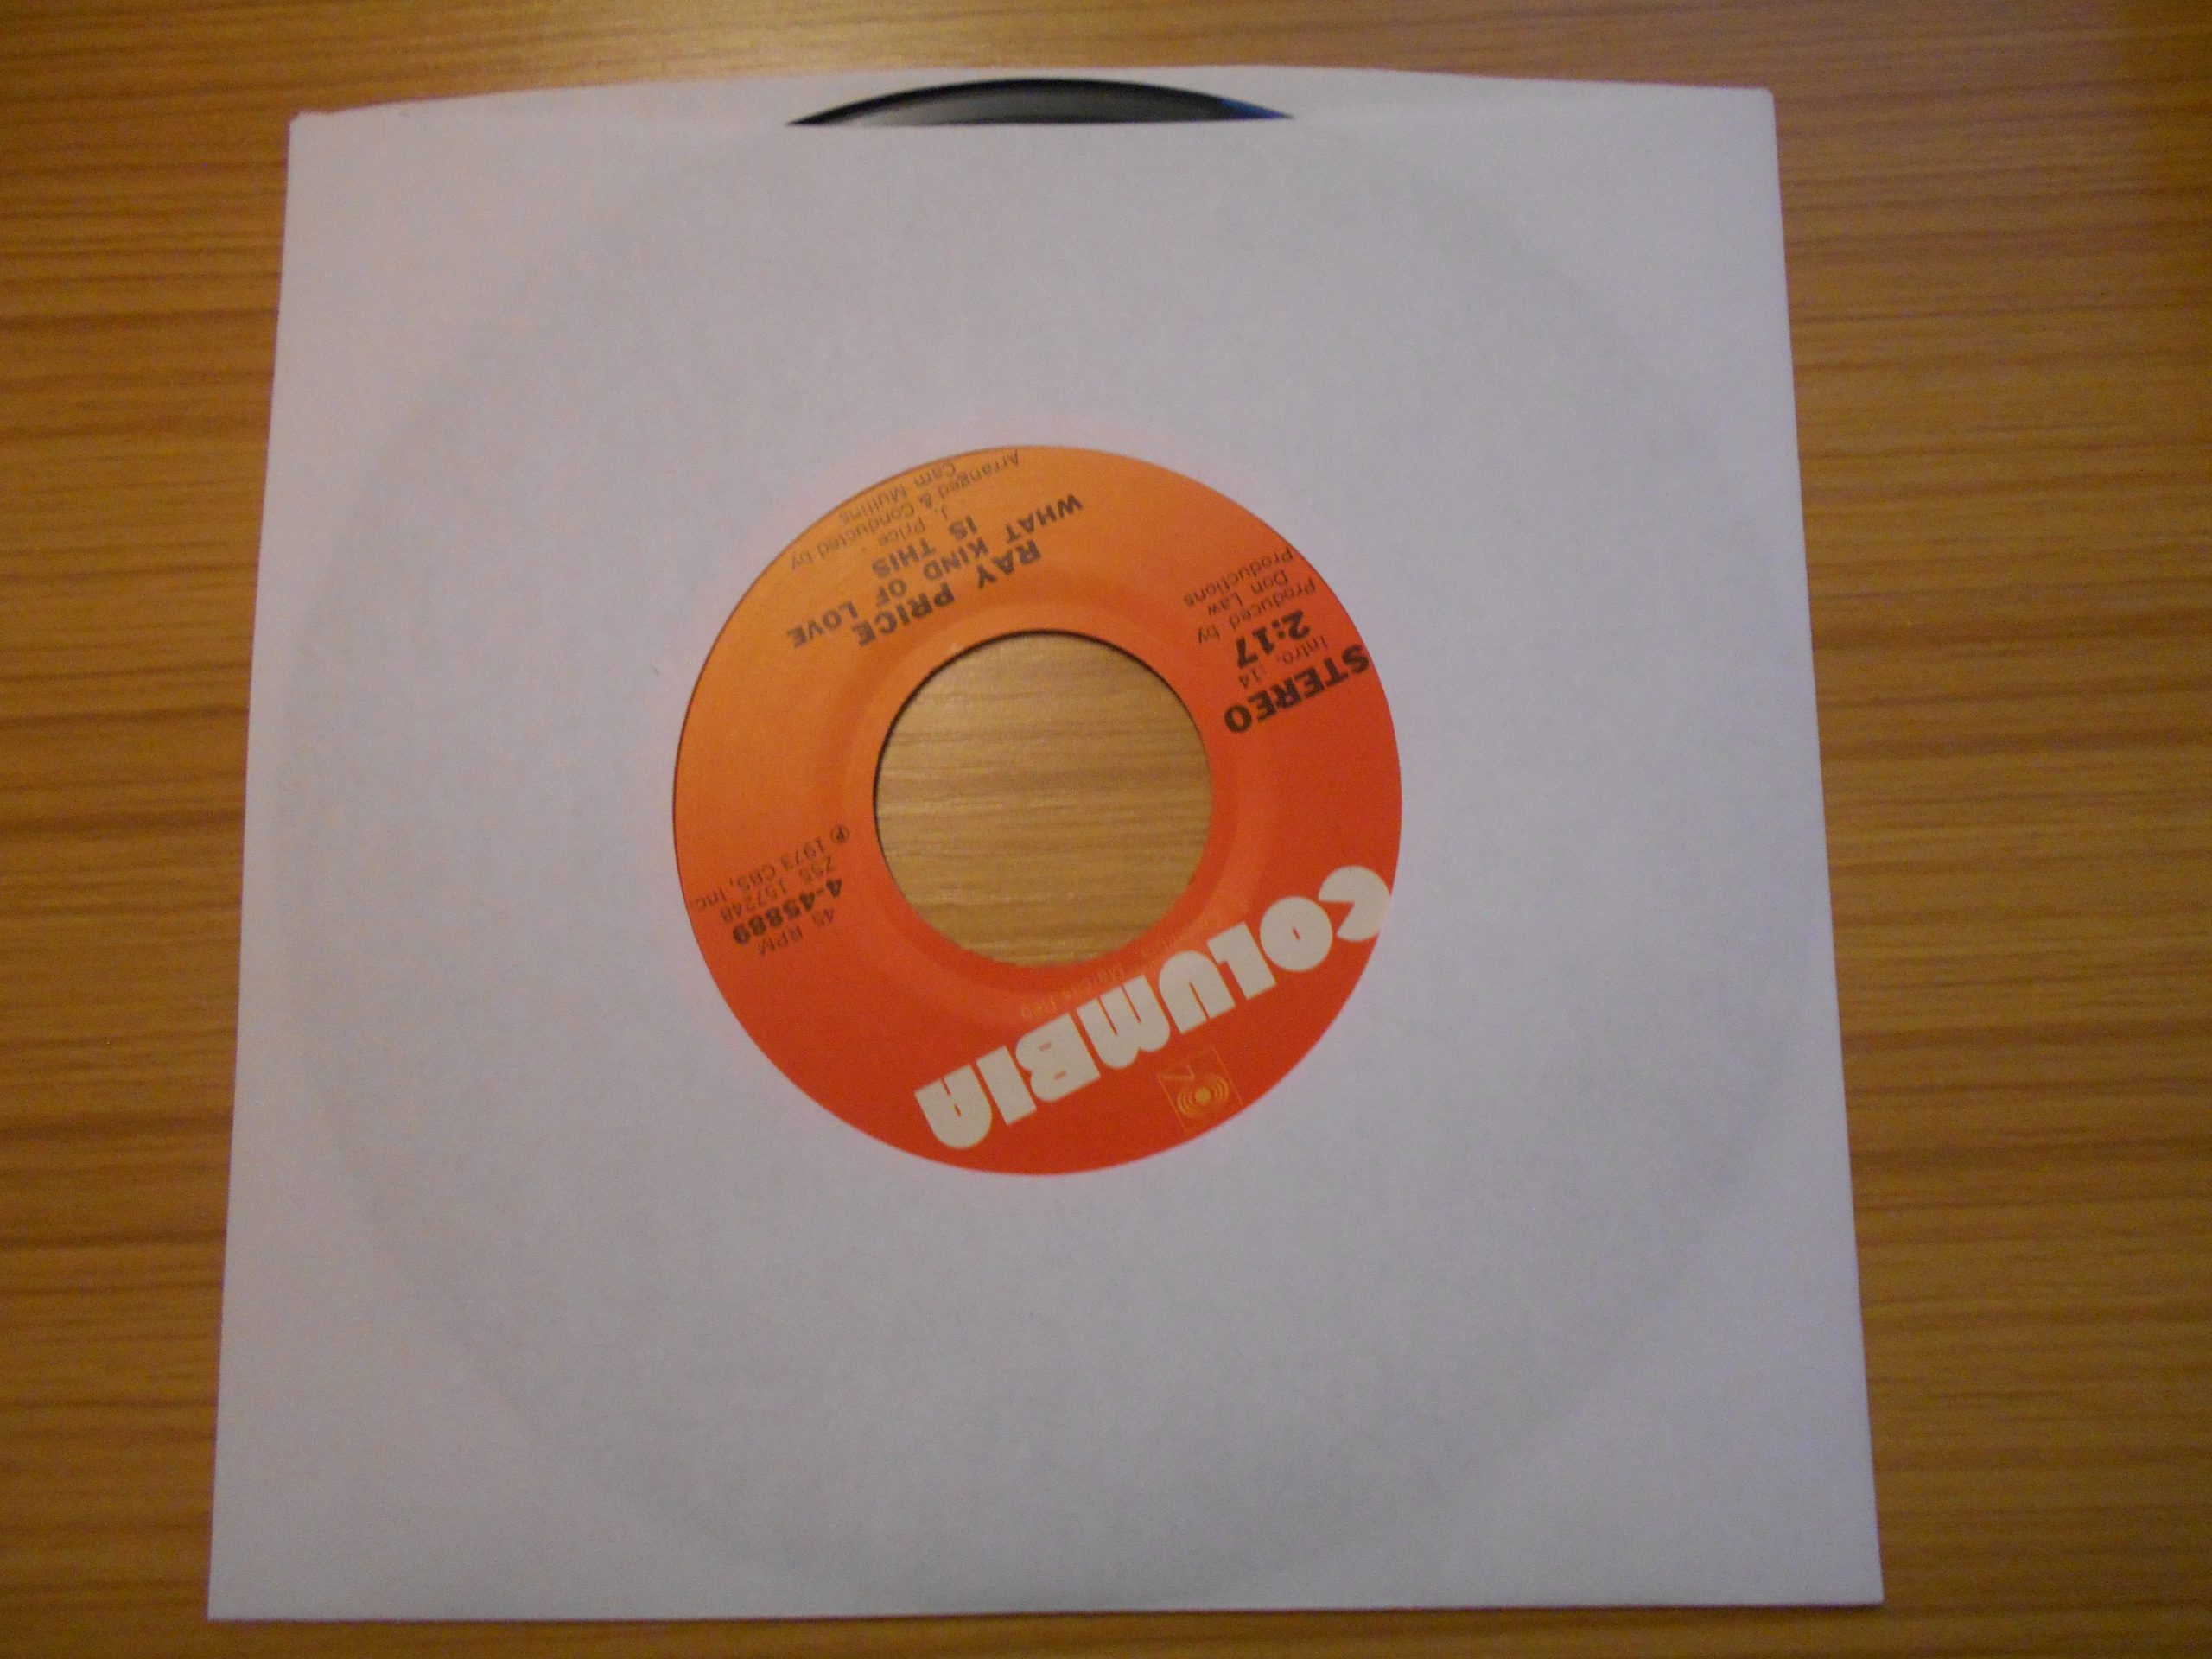 COLUMBIA
STEREO
Intro. :14
2:17
Produced by
Don Law
Productions
45 RPM
4-45889
ZSS 157248
℗ 1973 CBS, Inc.
RAY PRICE
WHAT KIND OF LOVE
IS THIS
J. Price
Arranged & Conducted by
Cam Mullins